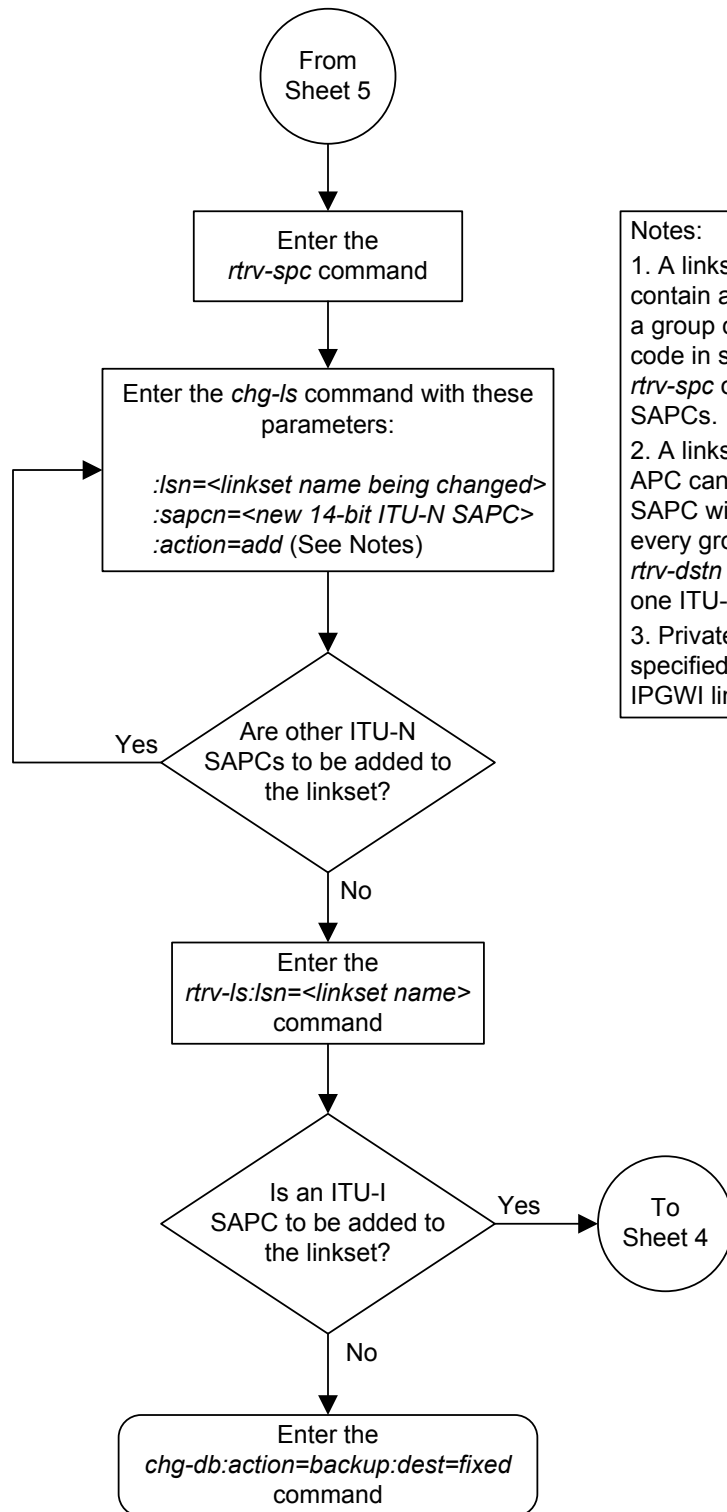 From
Sheet 5
Enter the
rtrv-spc command
Enter the chg-ls command with these
parameters:
:lsn=<linkset name being changed>
:sapcn=<new 14-bit ITU-N SAPC>
:action=add (See Notes)
Are other ITU-N
SAPCs to be added to
the linkset?
Yes
No
Enter the
rtrv-ls:lsn=<linkset name>
command
Is an ITU-I
SAPC to be added to
the linkset?
Yes
To
Sheet 4
No
Enter the
chg-db:action=backup:dest=fixed
command
Notes:
1. A links
contain a
a group
code in
rtrv-spc
SAPCs.
2. A links
APC can
SAPC
every
rtrv-dstn
one ITU-
3. Private
specified
IPGWI